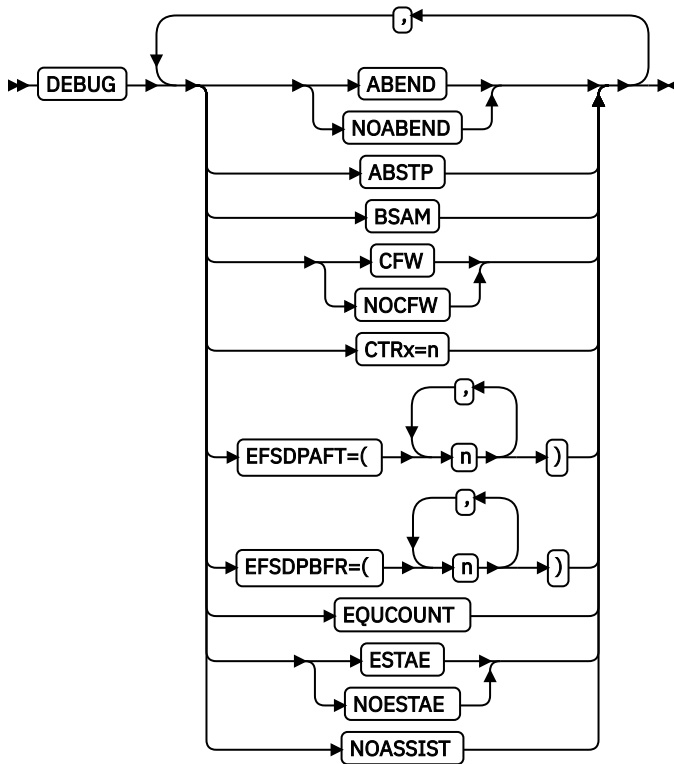 ,
DEBUG
ABEND
NOABEND
ABSTP
BSAM
CFW
NOCFW
CTRx=n
,
EFSDPAFT=( n )
,
EFSDPBFR=( n )
EQUCOUNT
ESTAE
NOESTAE
NOASSIST